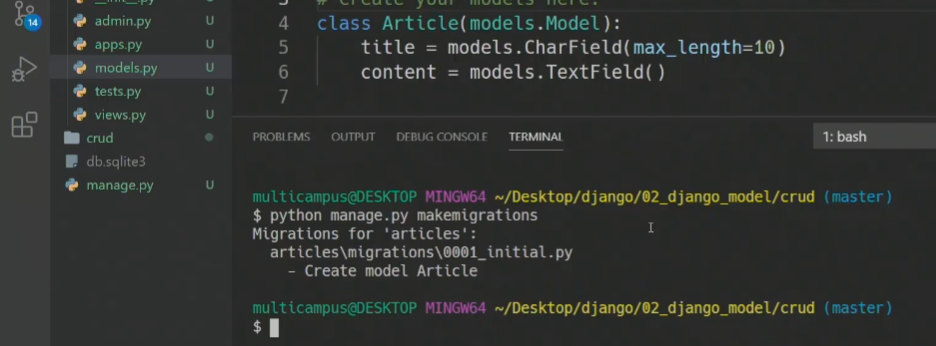 __init__.py
14
admin.py U
apps.py U
models.py U
tests.py U
views.py U
crud
db.sqlite3
manage.py U
3 # Create your models here.
4 class Article(models.Model):
5 title = models.CharField(max_length=10)
6 content = models.TextField()
7
PROBLEMS OUTPUT DEBUG CONSOLE TERMINAL 1: bash
multicampus@DESKTOP MINGW64 ~/Desktop/django/02_django_model/crud (master)
$ python manage.py makemigrations
Migrations for 'articles':
articles\migrations\0001_initial.py
- Create model Article
multicampus@DESKTOP MINGW64 ~/Desktop/django/02_django_model/crud (master)
$